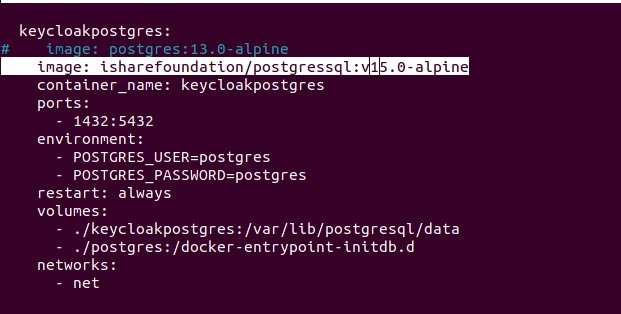 keycloakpostgres:
#    image: postgres:13.0-alpine
image: isharefoundation/postgressql:v15.0-alpine
container_name: keycloakpostgres
ports:
- 1432:5432
environment:
- POSTGRES_USER=postgres
- POSTGRES_PASSWORD=postgres
restart: always
volumes:
- ./keycloakpostgres:/var/lib/postgresql/data
- ./postgres:/docker-entrypoint-initdb.d
networks:
- net